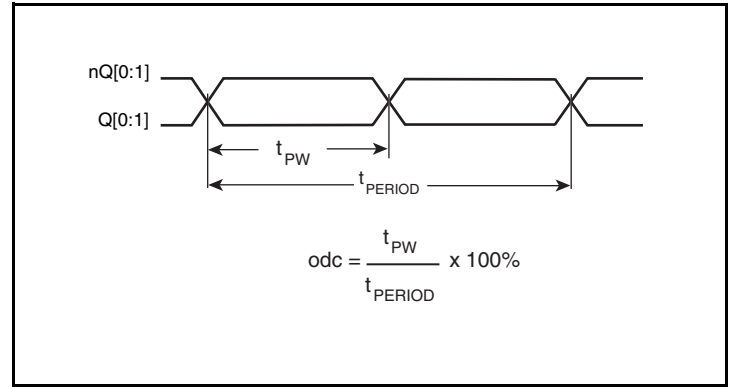 nQ[0:1]
Q[0:1]
tPW
tPERIOD
odc = tPW / tPERIOD x 100%